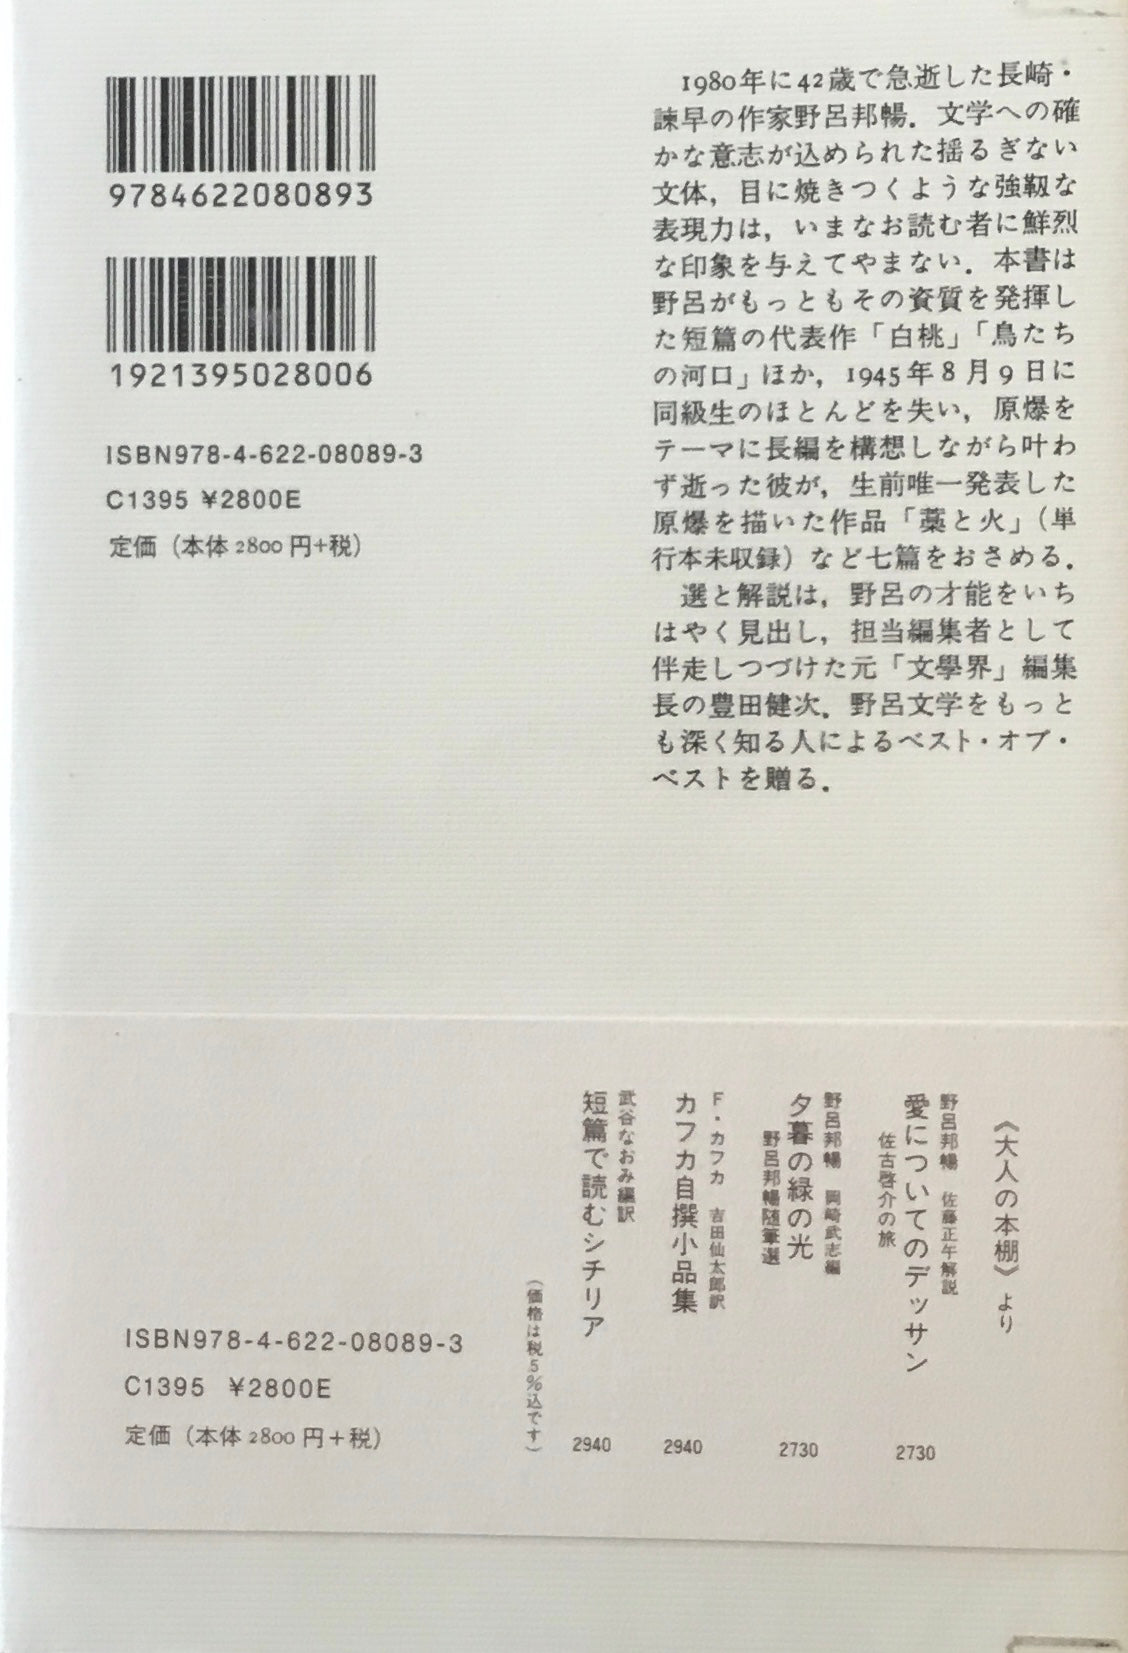 9784622080893
1921395028006
ISBN978-4-622-08089-3
C1395 ¥2800E
定価（本体2800円+税）
1980年に42歳で急逝した長崎・
諫早の作家野呂邦暢．文学への確
かな意志が込められた揺るぎない
文体，目に焼きつくような強靱な
表現力は，いまなお読む者に鮮烈
な印象を与えてやまない．本書は
野呂がもっともその資質を発揮し
た短篇の代表作「白桃」「鳥たち
の河口」ほか，1945年8月9日に
同級生のほとんどを失い，原爆を
テーマに長編を構想しながら叶わ
ず逝った彼が，生前唯一発表した
原爆を描いた作品「藁と火」（単
行本未収録）など七篇をおさめる．
選と解説は，野呂の才能をいち
はやく見出し，担当編集者として
伴走しつづけた元「文學界」編集
長の豊田健次．野呂文学をもっと
も深く知る人によるベスト・オブ・
ベストを贈る．
《大人の本棚》より
野呂邦暢　佐藤正午解説
愛についてのデッサン
佐古啓介の旅
2730
野呂邦暢　岡崎武志編
夕暮の緑の光
野呂邦暢随筆選
2730
F・カフカ　吉田仙太郎訳
カフカ自撰小品集
2940
武谷なおみ編訳
短篇で読むシチリア
2940
（価格は税5%込です）
ISBN978-4-622-08089-3
C1395 ¥2800E
定価（本体2800円+税）